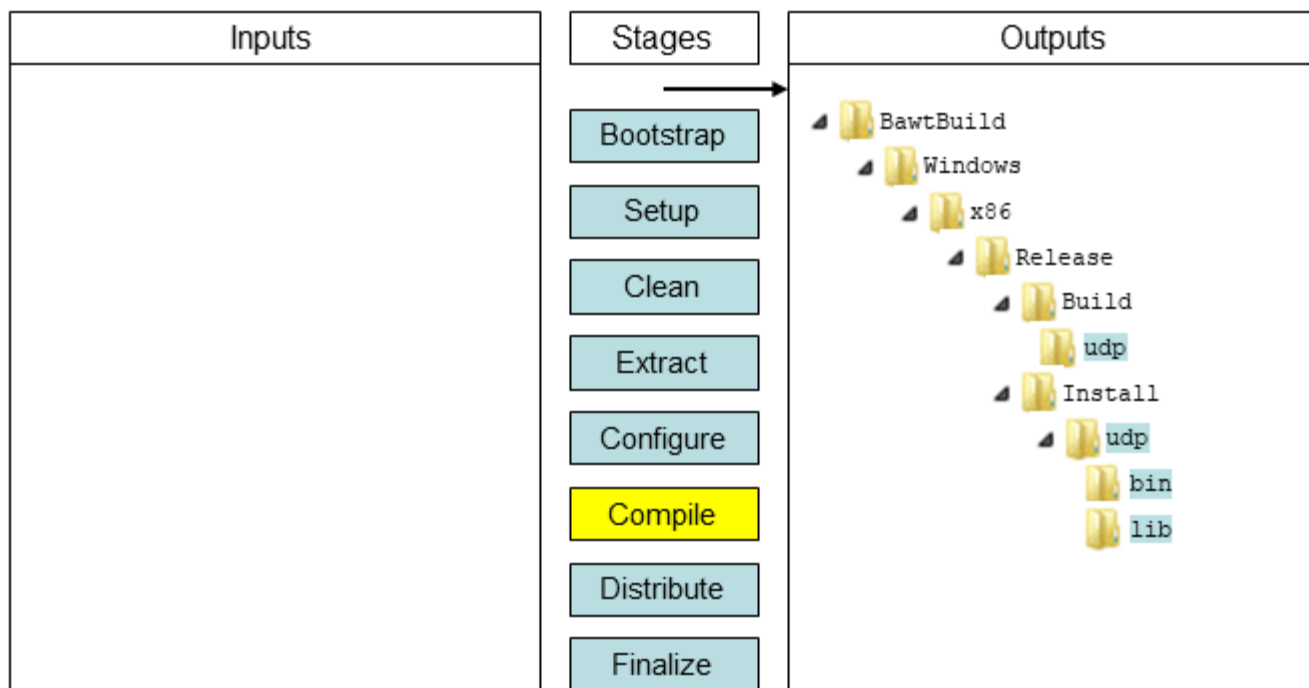 Inputs
Stages
Outputs
Bootstrap
Setup
Clean
Extract
Configure
Compile
Distribute
Finalize
BawtBuild
Windows
x86
Release
Build
udp
Install
udp
bin
lib